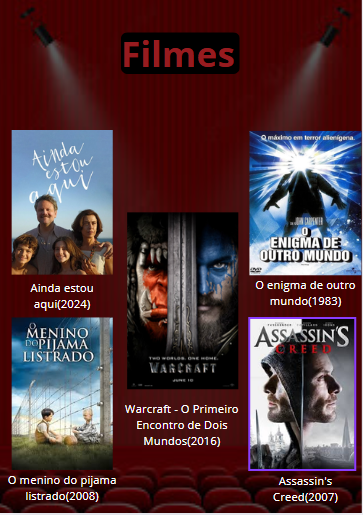 Filmes
Ainda
estou
aqui
Ainda estou
aqui(2024)
O máximo em terror alienígena.
JOHN CARPENTER
O
ENIGMA DE
OUTRO MUNDO
DVD
O enigma de outro
mundo(1983)
TWO WORLDS. ONE HOME.
WARCRAFT
JUNE 10
Warcraft - O Primeiro
Encontro de Dois
Mundos(2016)
O MENINO
DO PIJAMA
LISTRADO
O menino do pijama
listrado(2008)
ASSASSIN'S
CREED
Assassin's
Creed(2007)